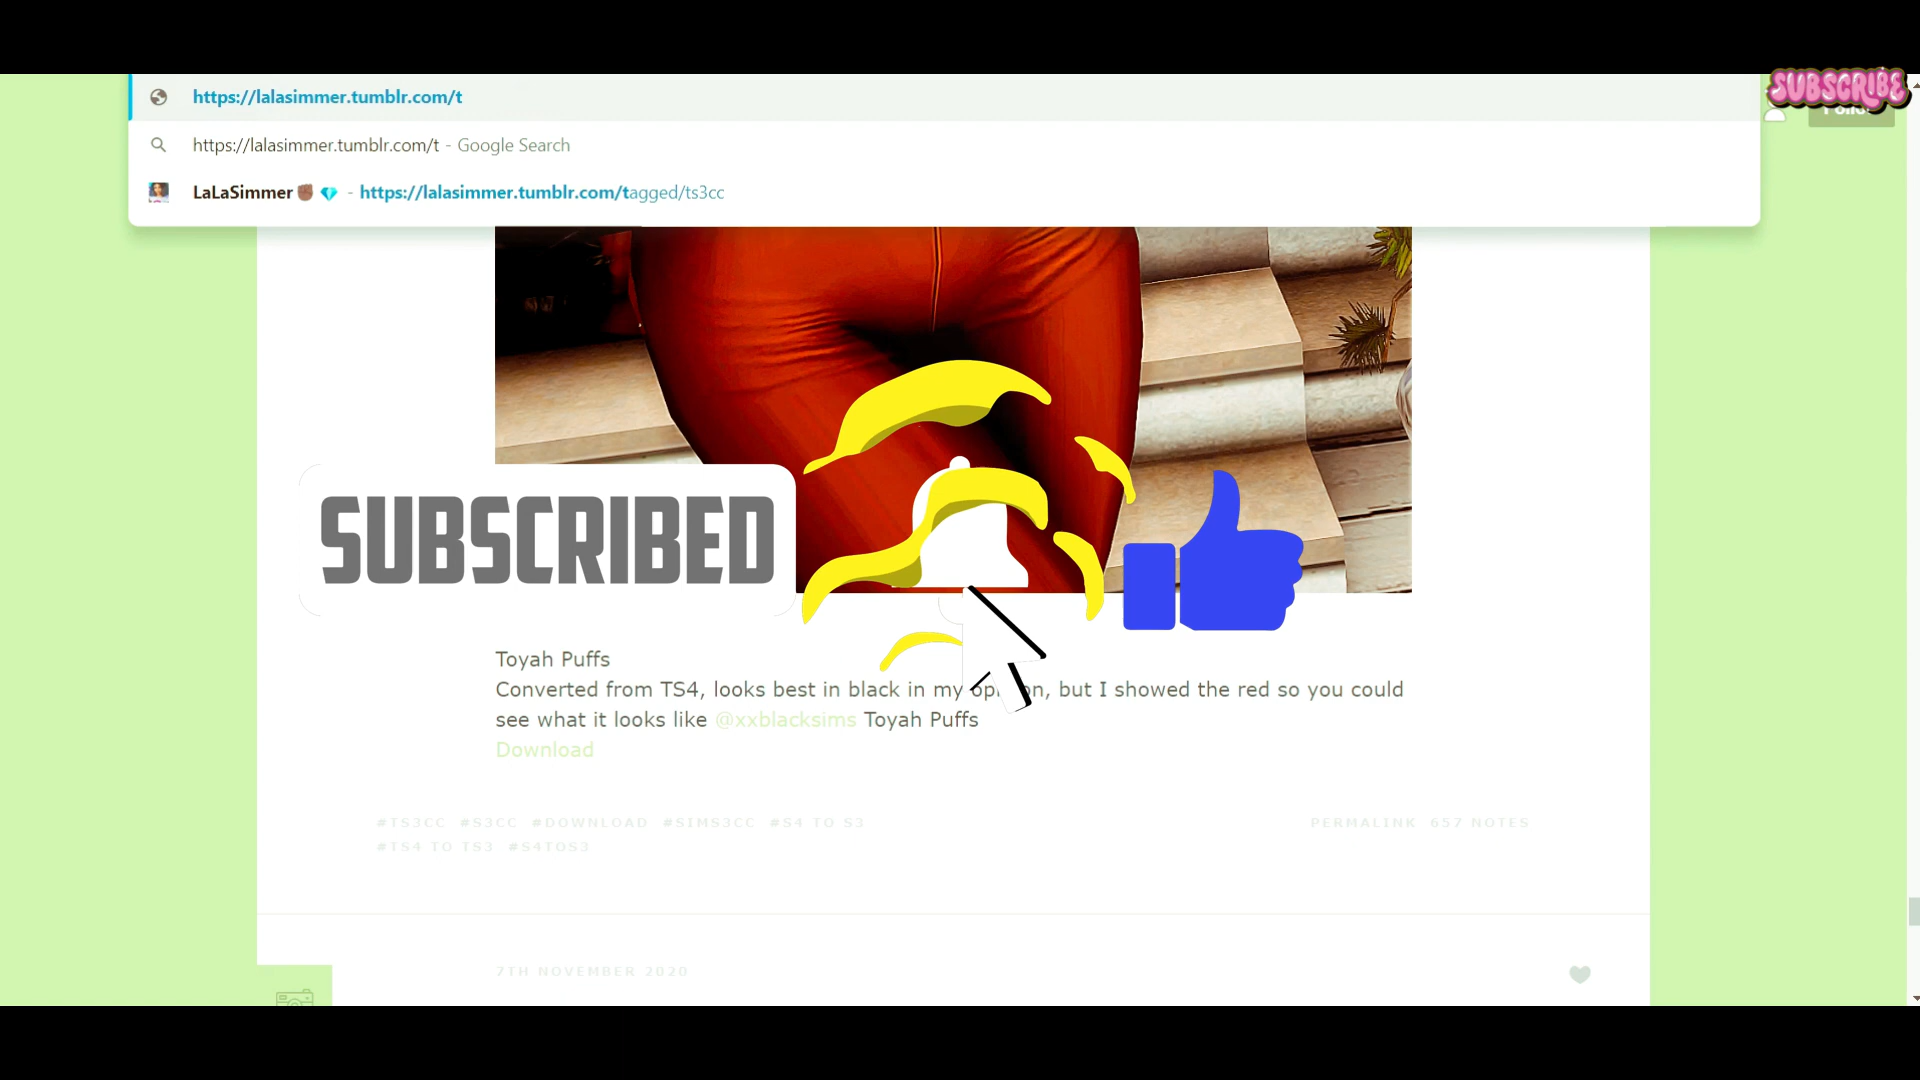 https://lalasimmer.tumblr.com/t
https://lalasimmer.tumblr.com/t - Google Search
LaLaSimmer✊🏾💎 - https://lalasimmer.tumblr.com/tagged/ts3cc
SUBSCRIBE
SUBSCRIBED
Toyah Puffs
Converted from TS4, looks best in black in my opinion, but I showed the red so you could
see what it looks like @xxblacksims Toyah Puffs
Download
#TS3CC #S3CC #DOWNLOAD #SIMS3CC #S4 TO S3
#TS4 TO TS3 #S4TOS3
PERMALINK 657 NOTES
7TH NOVEMBER 2020